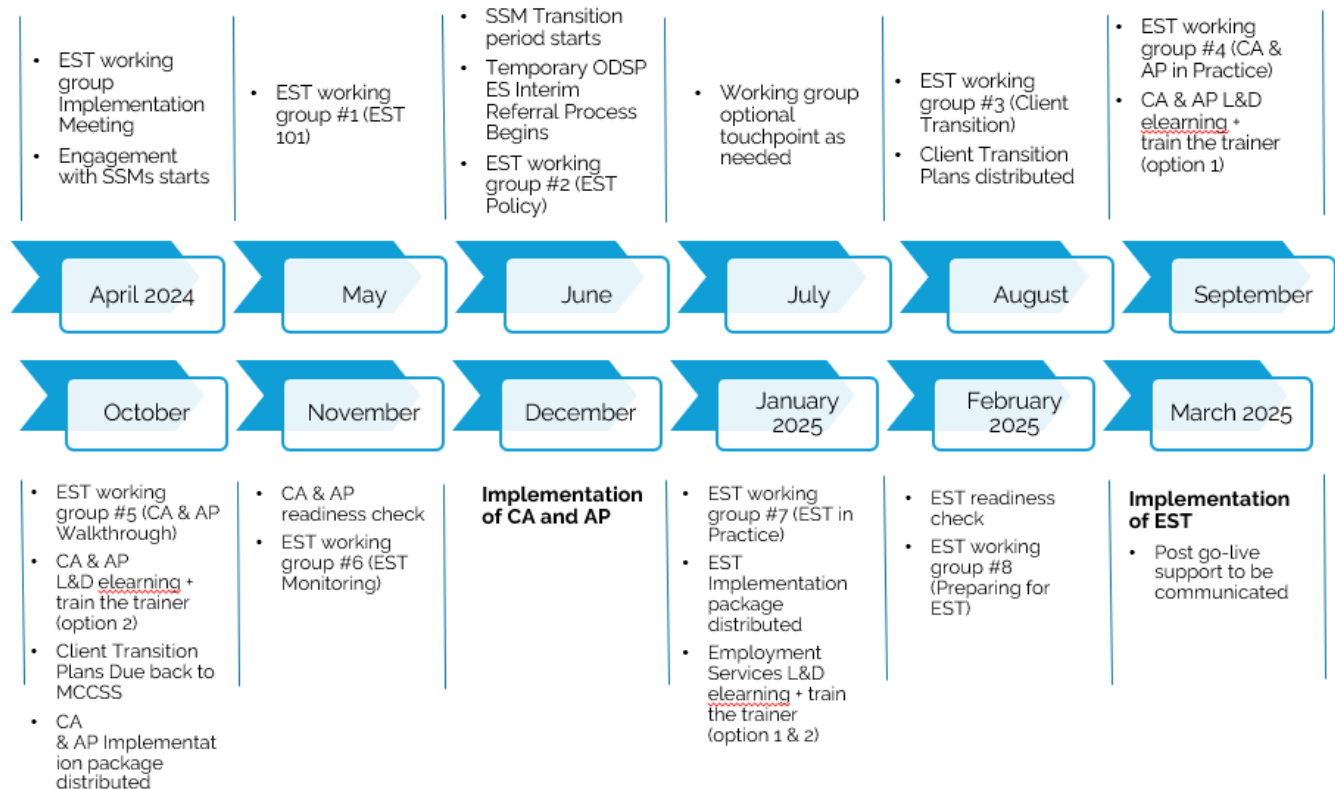 • EST working
group
Implementation
Meeting
• Engagement
with SSMs starts
• EST working
group #1 (EST
101)
• SSM Transition
period starts
• Temporary ODSP
ES Interim
Referral Process
Begins
• EST working
group #2 (EST
Policy)
• Working group
optional
touchpoint as
needed
• EST working
group #3 (Client
Transition)
• Client Transition
Plans distributed
• EST working
group #4 (CA &
AP in Practice)
• CA & AP L&D
elearning +
train the trainer
(option 1)
April 2024
May
June
July
August
September
October
November
December
January
2025
February
2025
March 2025
• EST working
group #5 (CA & AP
Walkthrough)
• CA & AP
L&D elearning +
train the trainer
(option 2)
• Client Transition
Plans Due back to
MCCSS
• CA
& AP Implementat
ion package
distributed
• CA & AP
readiness check
• EST working
group #6 (EST
Monitoring)
Implementation
of CA and AP
• EST working
group #7 (EST in
Practice)
• EST
Implementation
package
distributed
• Employment
Services L&D
elearning + train
the trainer
(option 1 & 2)
• EST readiness
check
• EST working
group #8
(Preparing for
EST)
Implementation
of EST
• Post go-live
support to be
communicated